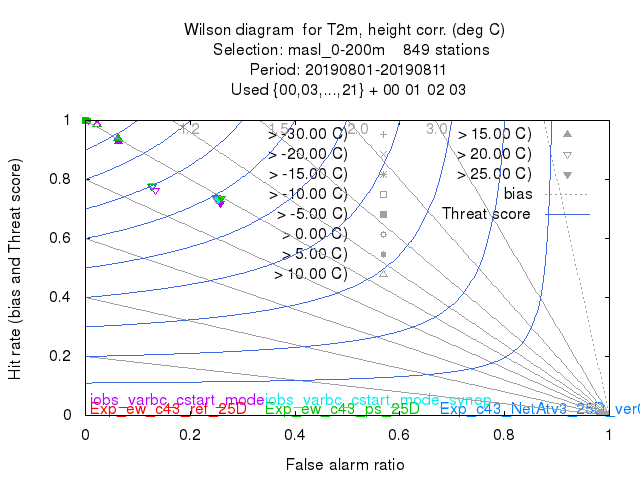 Wilson diagram for T2m, height corr. (deg C)
Selection: masl_0-200m 849 stations
Period: 20190801-20190811
Used {00,03,...,21} + 00 01 02 03
1.2 1.5 2.0 3.0
> -30.00 C) > 15.00 C)
> -20.00 C) > 20.00 C)
> -15.00 C) > 25.00 C)
> -10.00 C) bias
> -5.00 C) Threat score
> 0.00 C)
> 5.00 C)
> 10.00 C)
1
0.8
0.6
0.4
0.2
0
Hit rate (bias and Threat score)
jobs_varbc_cstart_mode jobs_varbc_cstart_mode_synop
Exp_ew_c43_ref_25D Exp_ew_c43_ps_25D Exp_c43_NetAtv3_25D_ver0
0 0.2 0.4 0.6 0.8 1
False alarm ratio